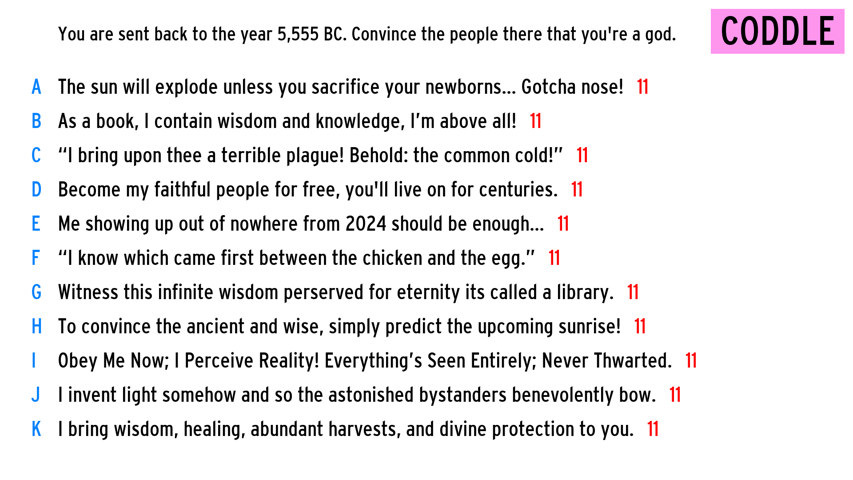 You are sent back to the year 5,555 BC. Convince the people there that you're a god.
CODDLE
A The sun will explode unless you sacrifice your newborns... Gotcha nose! 11
B As a book, I contain wisdom and knowledge, I’m above all! 11
C “I bring upon thee a terrible plague! Behold: the common cold!” 11
D Become my faithful people for free, you'll live on for centuries. 11
E Me showing up out of nowhere from 2024 should be enough... 11
F “I know which came first between the chicken and the egg.” 11
G Witness this infinite wisdom perserved for eternity its called a library. 11
H To convince the ancient and wise, simply predict the upcoming sunrise! 11
I Obey Me Now; I Perceive Reality! Everything’s Seen Entirely; Never Thwarted. 11
J I invent light somehow and so the astonished bystanders benevolently bow. 11
K I bring wisdom, healing, abundant harvests, and divine protection to you. 11